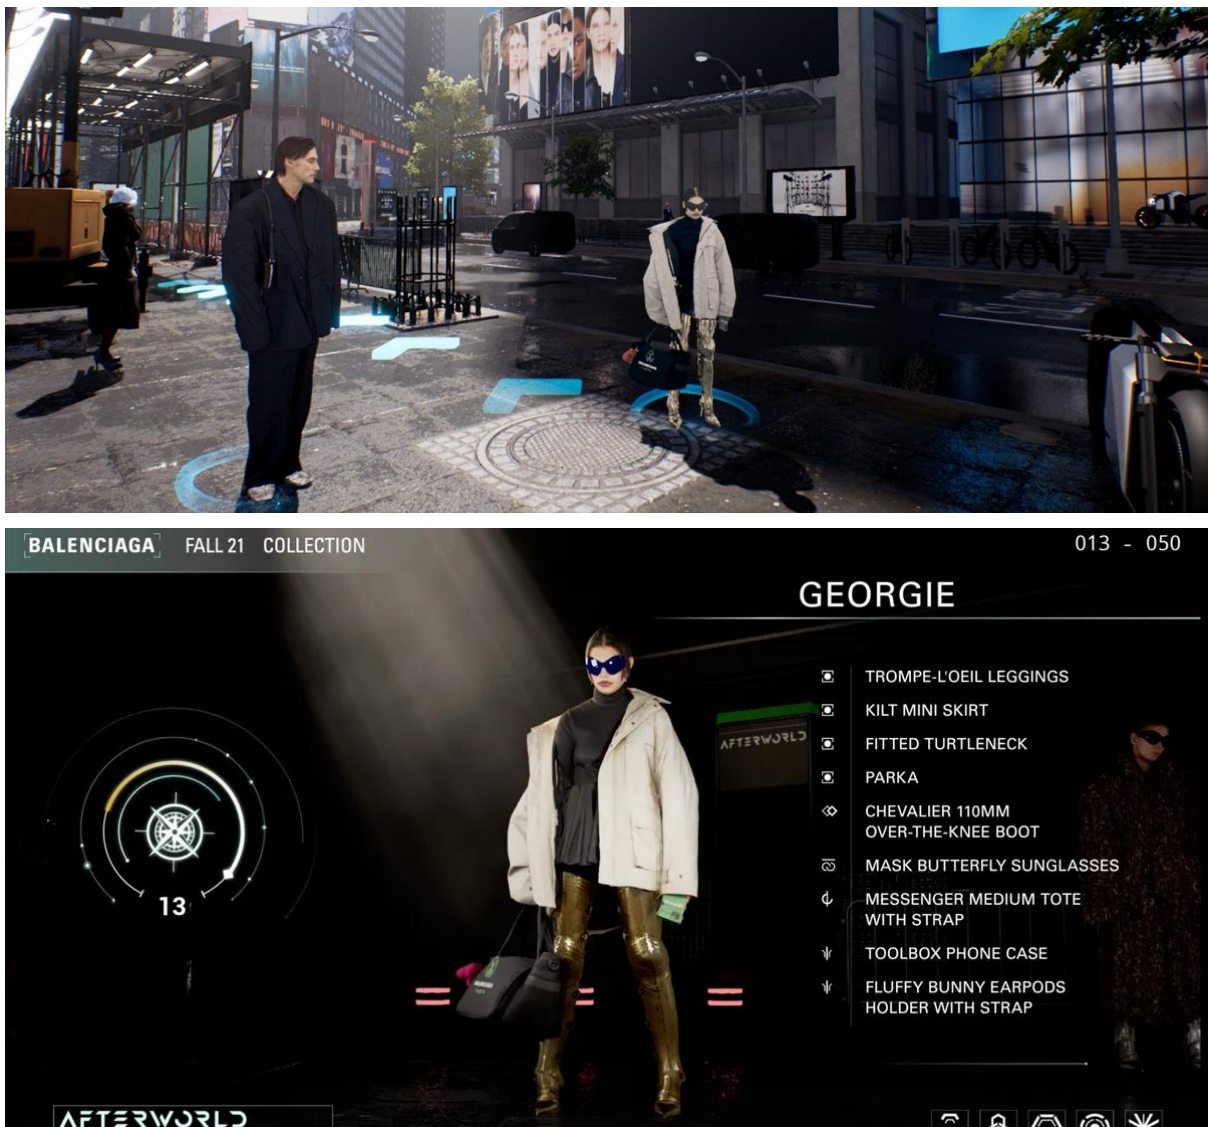 BALENCIAGA FALL 21 COLLECTION
013 - 050
GEORGIE
TROMPE-L'OEIL LEGGINGS
KILT MINI SKIRT
FITTED TURTLENECK
PARKA
CHEVALIER 110MM
OVER-THE-KNEE BOOT
MASK BUTTERFLY SUNGLASSES
MESSENGER MEDIUM TOTE
WITH STRAP
TOOLBOX PHONE CASE
FLUFFY BUNNY EARPODS
HOLDER WITH STRAP
AFTERWORLD
13
AFTERWORLD